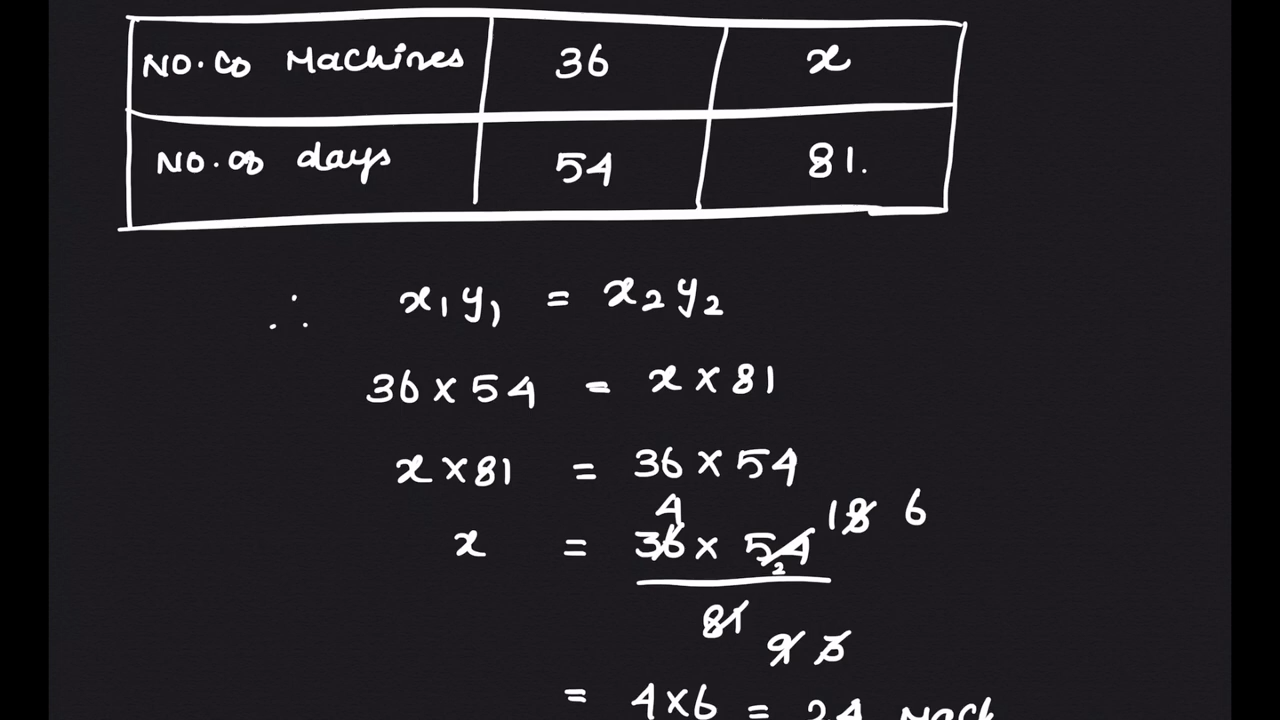 No. of Machines 36 x
No. of days 54 81.
∴ x₁y₁ = x₂y₂
36 × 54 = x × 81
x × 81 = 36 × 54
4 18 6
x = 36 × 54
2
81
9 3
= 4×6 = 24 Mach